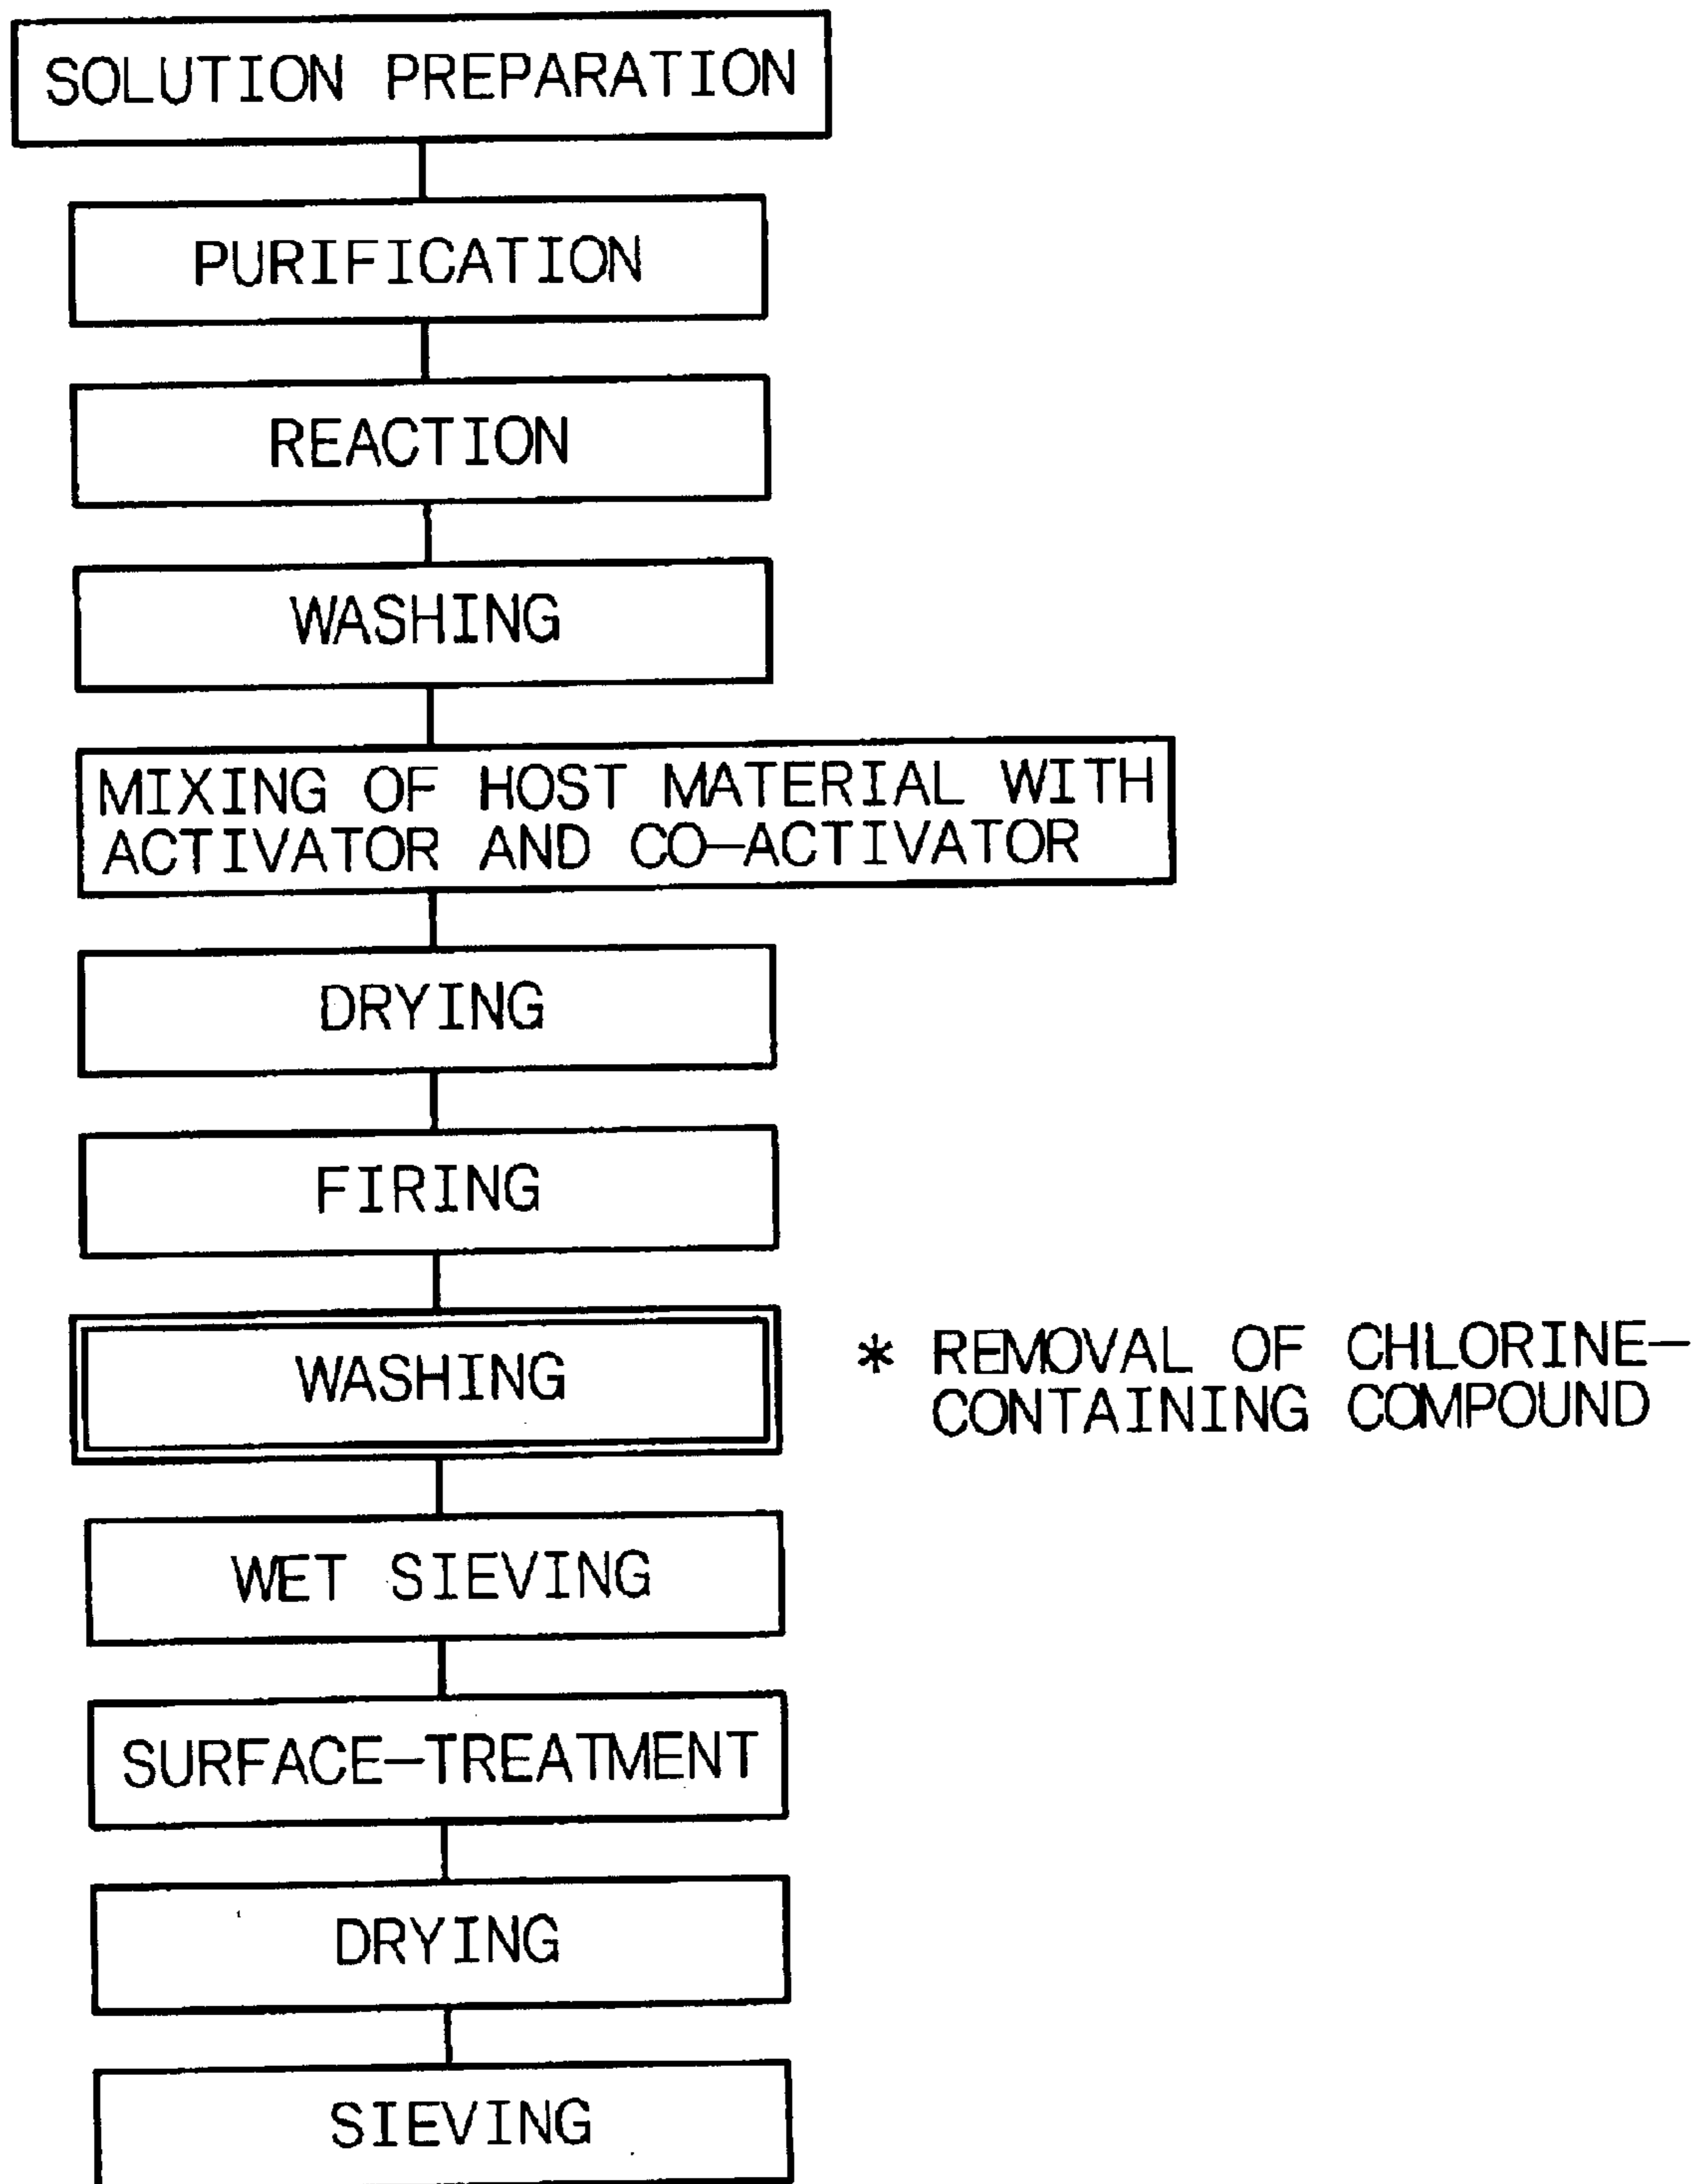 SOLUTION PREPARATION
PURIFICATION
REACTION
WASHING
MIXING OF HOST MATERIAL WITH
ACTIVATOR AND CO-ACTIVATOR
DRYING
FIRING
WASHING
* REMOVAL OF CHLORINE-
CONTAINING COMPOUND
WET SIEVING
SURFACE-TREATMENT
DRYING
SIEVING